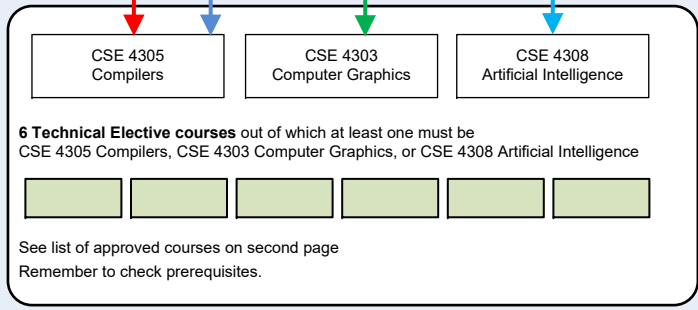 CSE 4305
Compilers
CSE 4303
Computer Graphics
CSE 4308
Artificial Intelligence
6 Technical Elective courses out of which at least one must be
CSE 4305 Compilers, CSE 4303 Computer Graphics, or CSE 4308 Artificial Intelligence
See list of approved courses on second page
Remember to check prerequisites.